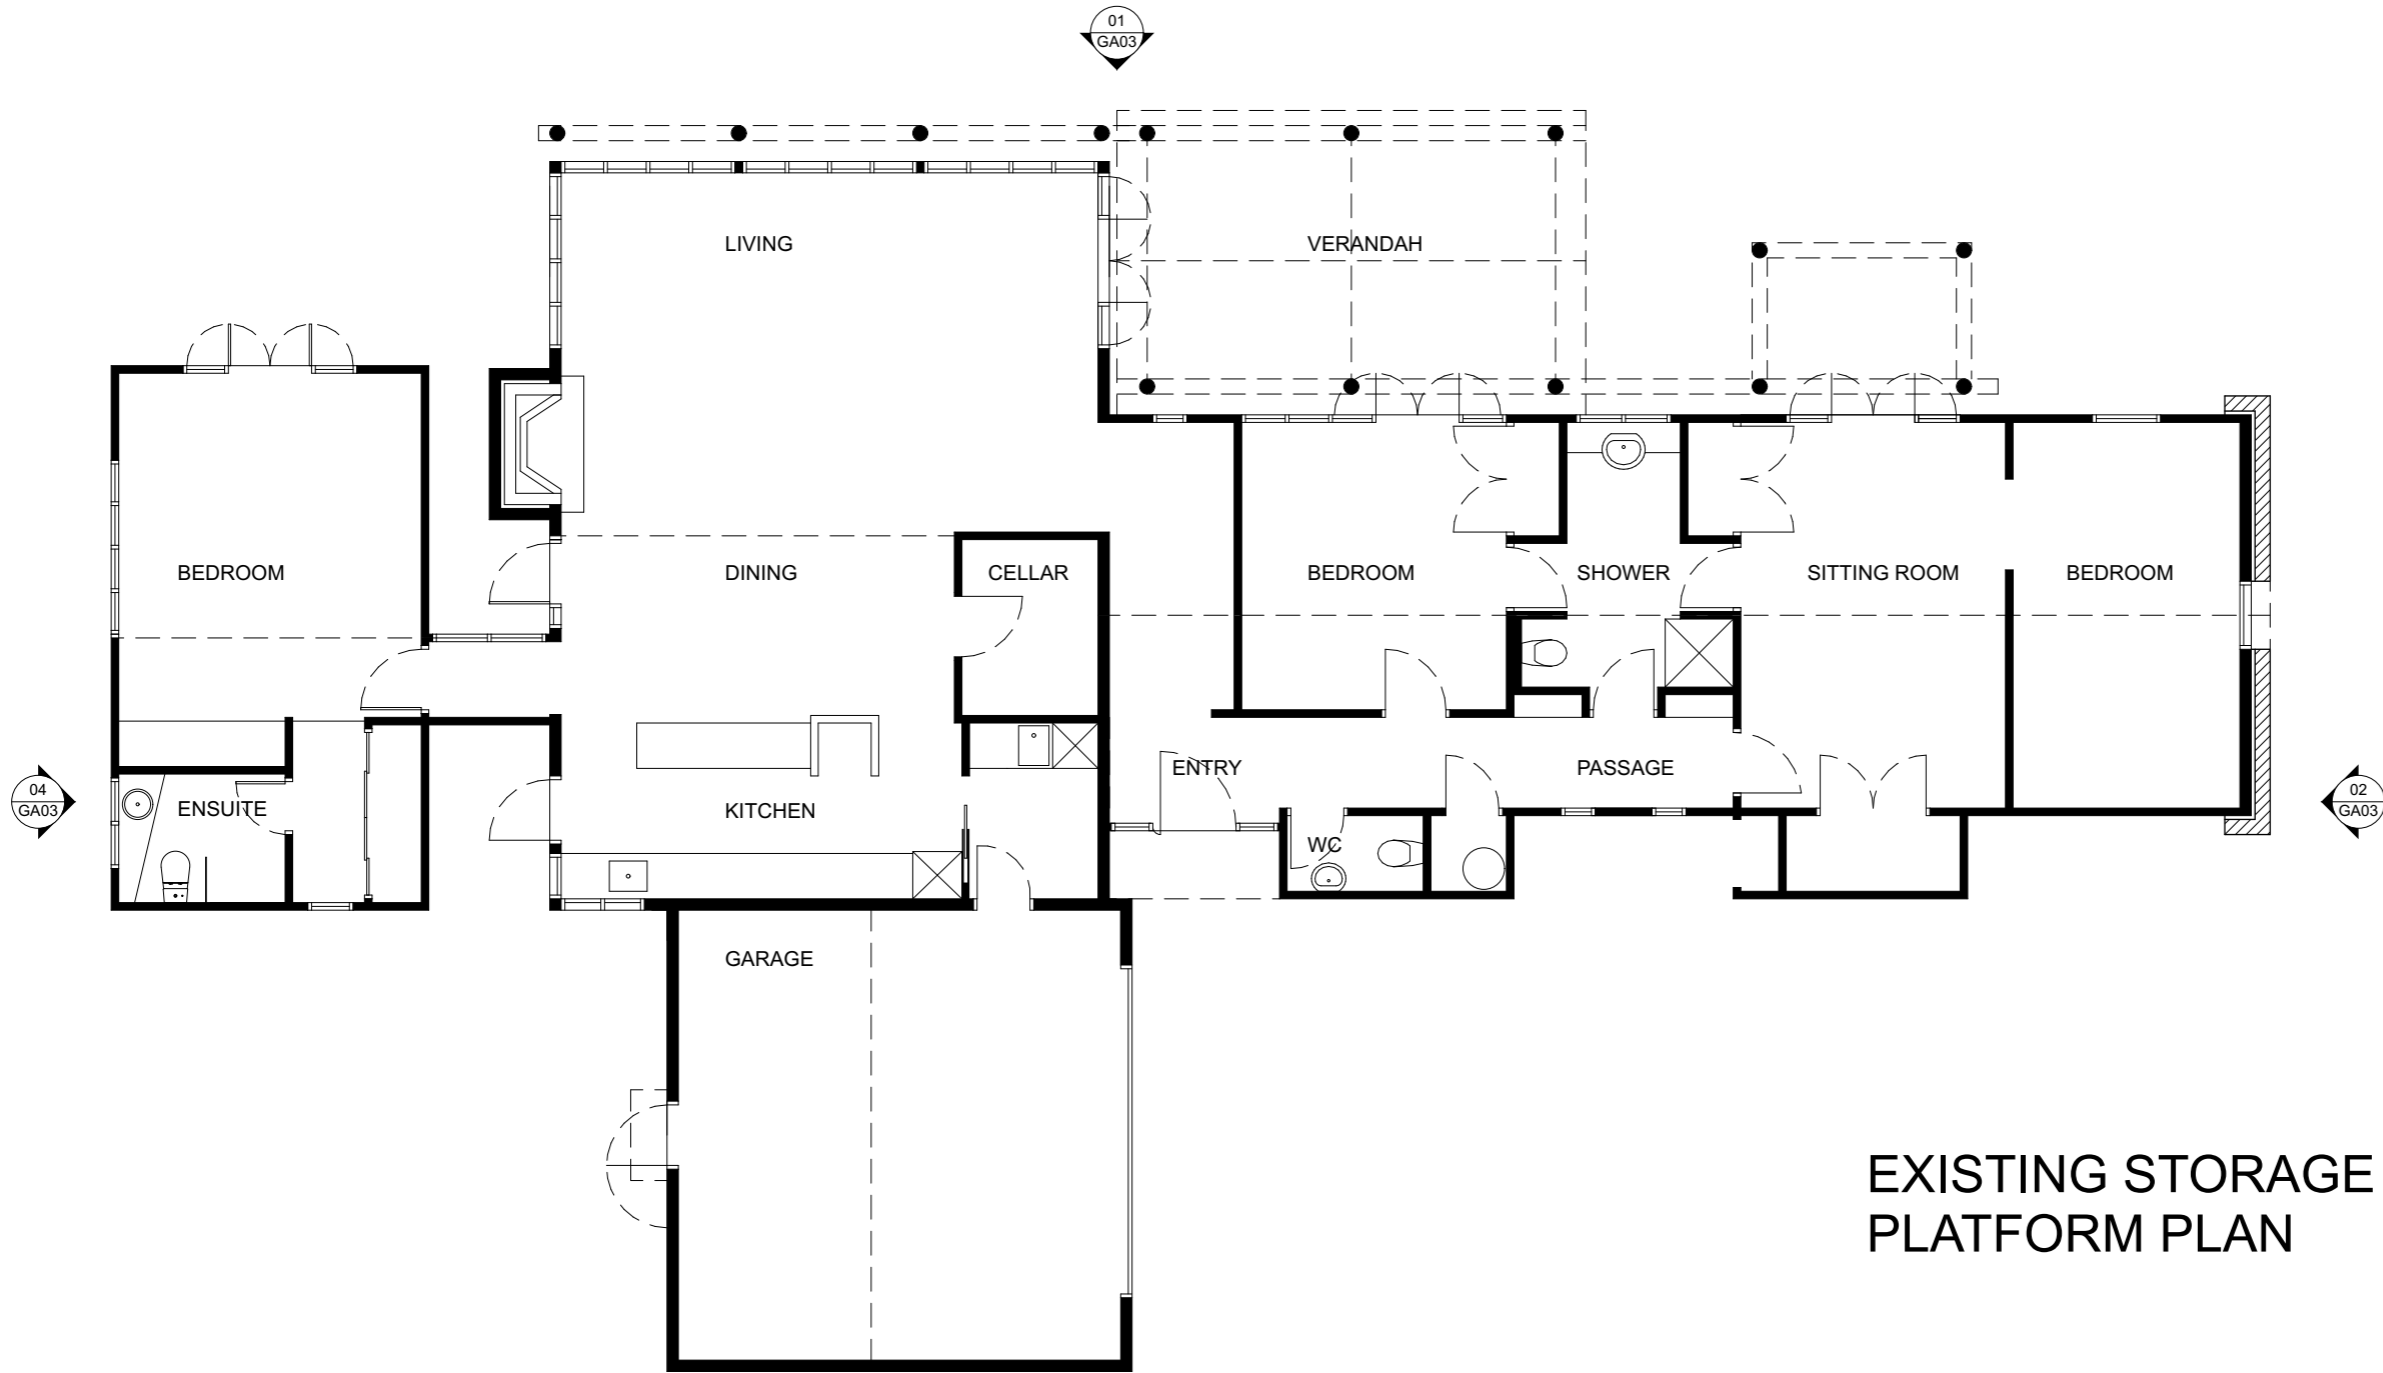 01
GA03
LIVING
VERANDAH
BEDROOM
DINING
CELLAR
BEDROOM
SHOWER
SITTING ROOM
BEDROOM
ENTRY
PASSAGE
04
GA03
ENSUITE
KITCHEN
WC
02
GA03
GARAGE
EXISTING STORAGE
PLATFORM PLAN